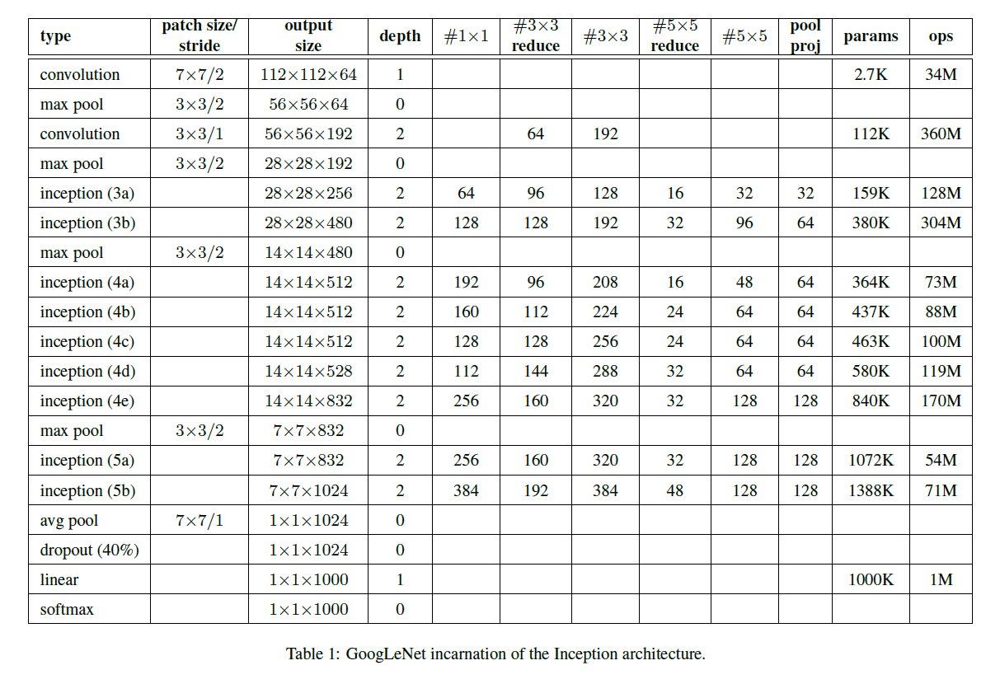 type patch size/ stride output size depth #1×1 #3×3 reduce #3×3 #5×5 reduce #5×5 pool proj params ops
convolution 7×7/2 112×112×64 1 2.7K 34M
max pool 3×3/2 56×56×64 0
convolution 3×3/1 56×56×192 2 64 192 112K 360M
max pool 3×3/2 28×28×192 0
inception (3a) 28×28×256 2 64 96 128 16 32 32 159K 128M
inception (3b) 28×28×480 2 128 128 192 32 96 64 380K 304M
max pool 3×3/2 14×14×480 0
inception (4a) 14×14×512 2 192 96 208 16 48 64 364K 73M
inception (4b) 14×14×512 2 160 112 224 24 64 64 437K 88M
inception (4c) 14×14×512 2 128 128 256 24 64 64 463K 100M
inception (4d) 14×14×528 2 112 144 288 32 64 64 580K 119M
inception (4e) 14×14×832 2 256 160 320 32 128 128 840K 170M
max pool 3×3/2 7×7×832 0
inception (5a) 7×7×832 2 256 160 320 32 128 128 1072K 54M
inception (5b) 7×7×1024 2 384 192 384 48 128 128 1388K 71M
avg pool 7×7/1 1×1×1024 0
dropout (40%) 1×1×1024 0
linear 1×1×1000 1 1000K 1M
softmax 1×1×1000 0
Table 1: GoogLeNet incarnation of the Inception architecture.